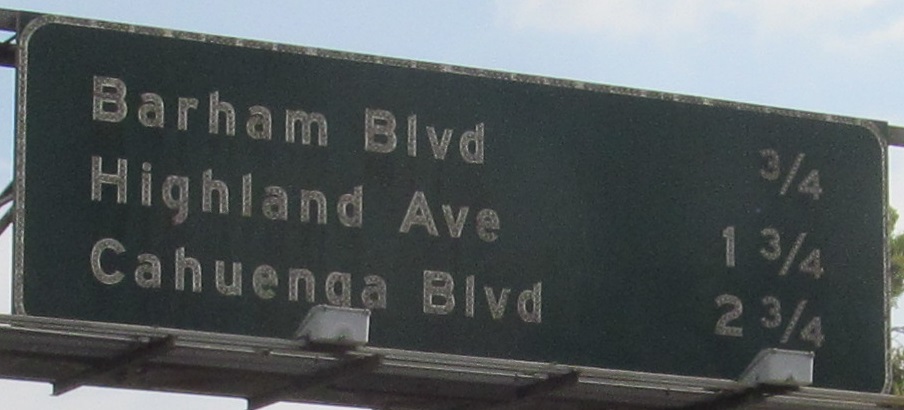 Barham Blvd 3/4
Highland Ave 1 3/4
Cahuenga Blvd 2 3/4